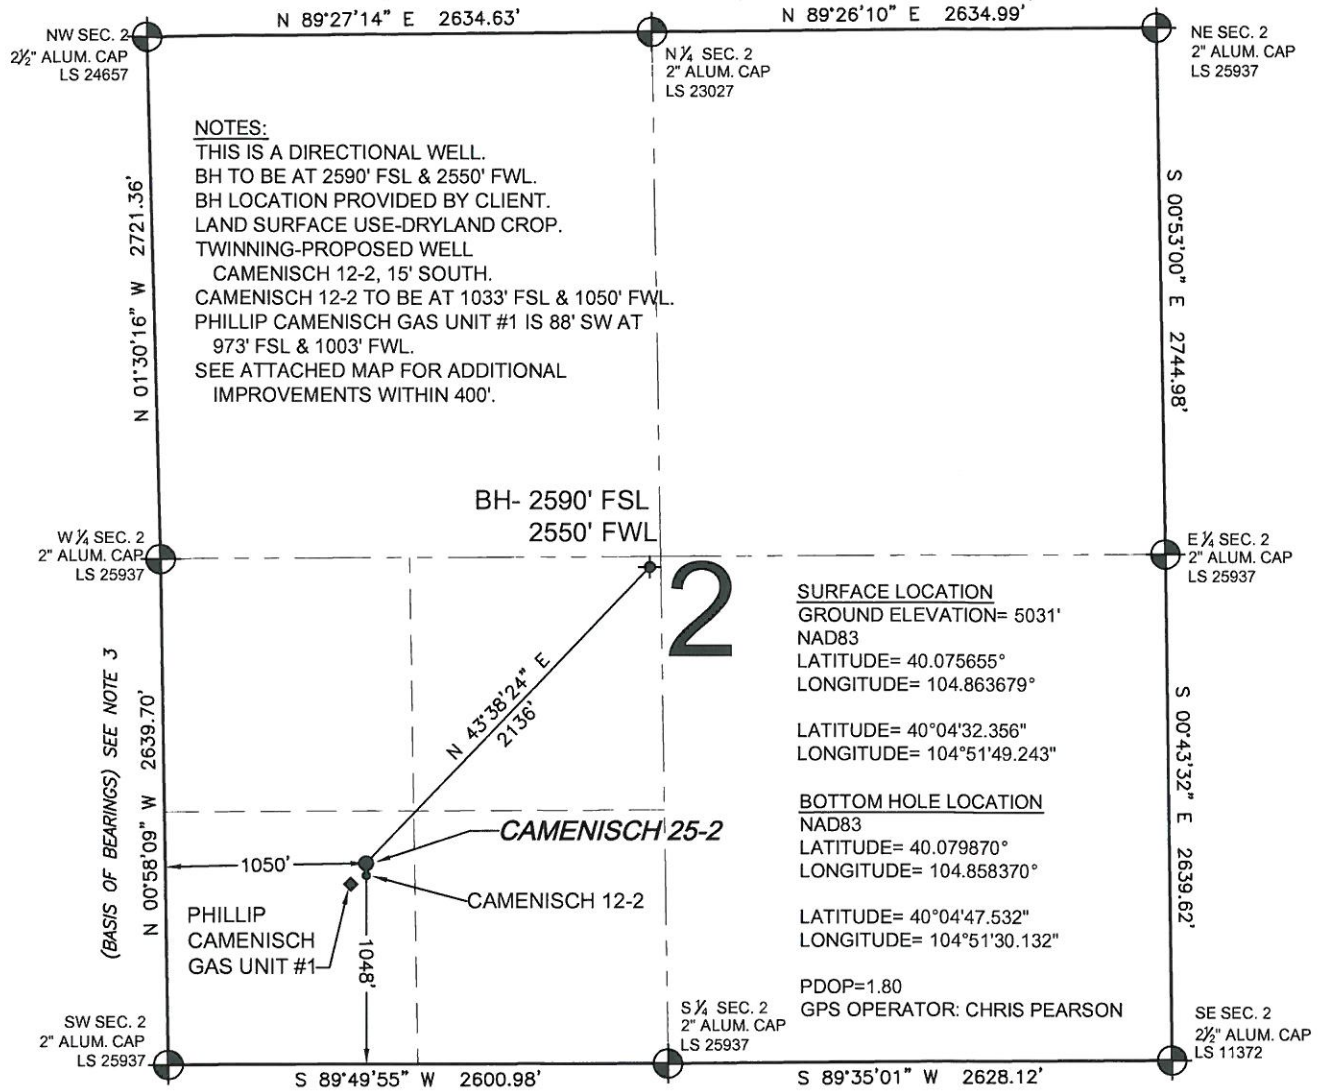 N 89°27'14" E 2634.63'
N 89°26'10" E 2634.99'
NW SEC. 2
2½" ALUM. CAP
LS 24657
N ¼ SEC. 2
2" ALUM. CAP
LS 23027
NE SEC. 2
2" ALUM. CAP
LS 25937
NOTES:
THIS IS A DIRECTIONAL WELL.
BH TO BE AT 2590' FSL & 2550' FWL.
BH LOCATION PROVIDED BY CLIENT.
LAND SURFACE USE-DRYLAND CROP.
TWINNING-PROPOSED WELL
CAMENISCH 12-2, 15' SOUTH.
CAMENISCH 12-2 TO BE AT 1033' FSL & 1050' FWL.
PHILLIP CAMENISCH GAS UNIT #1 IS 88' SW AT
973' FSL & 1003' FWL.
SEE ATTACHED MAP FOR ADDITIONAL
IMPROVEMENTS WITHIN 400'.
N 01°30'16" W 2721.36'
S 00°53'00" E 2744.98'
BH- 2590' FSL
2550' FWL
W ¼ SEC. 2
2" ALUM. CAP
LS 25937
E ¼ SEC. 2
2" ALUM. CAP
LS 25937
2
SURFACE LOCATION
GROUND ELEVATION= 5031'
NAD83
LATITUDE= 40.075655°
LONGITUDE= 104.863679°
LATITUDE= 40°04'32.356"
LONGITUDE= 104°51'49.243"
BOTTOM HOLE LOCATION
NAD83
LATITUDE= 40.079870°
LONGITUDE= 104.858370°
LATITUDE= 40°04'47.532"
LONGITUDE= 104°51'30.132"
PDOP=1.80
GPS OPERATOR: CHRIS PEARSON
N 43°38'24" E
2136'
(BASIS OF BEARINGS) SEE NOTE 3
N 00°58'09" W 2639.70'
S 00°43'32" E 2639.62'
CAMENISCH 25-2
1050'
CAMENISCH 12-2
PHILLIP
CAMENISCH
GAS UNIT #1
1048'
SW SEC. 2
2" ALUM. CAP
LS 25937
S ¼ SEC. 2
2" ALUM. CAP
LS 25937
SE SEC. 2
2½" ALUM. CAP
LS 11372
S 89°49'55" W 2600.98'
S 89°35'01" W 2628.12'